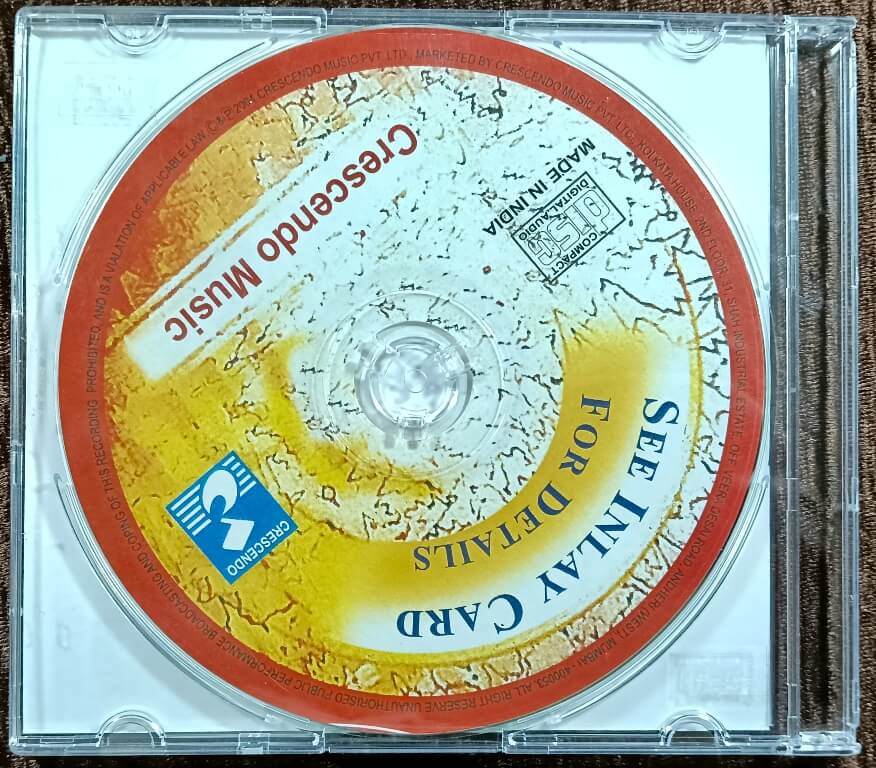 Crescendo Music
MADE IN INDIA
COMPACT
disc
DIGITAL AUDIO
SEE INLAY CARD
FOR DETAILS
CRESCENDO
PROHIBITED, AND IS A VIALATION OF APPLICABLE LAW. C & P CRESCENDO MUSIC PVT. LTD., MARKETED BY CRESCENDO MUSIC PVT. LTG. KOLKATA HOUSE, 2ND FLOOR, 31, SHAH INDUSTRIAL ESTATE, OFF. VEERA DESAI ROAD, ANDHERI (WEST), MUMBAI - 400053. ALL RIGHT RESERVE UNAUTHORISED PUBLIC PERFORMANCE BROADCASTING AND COPING OF THIS RECORDING